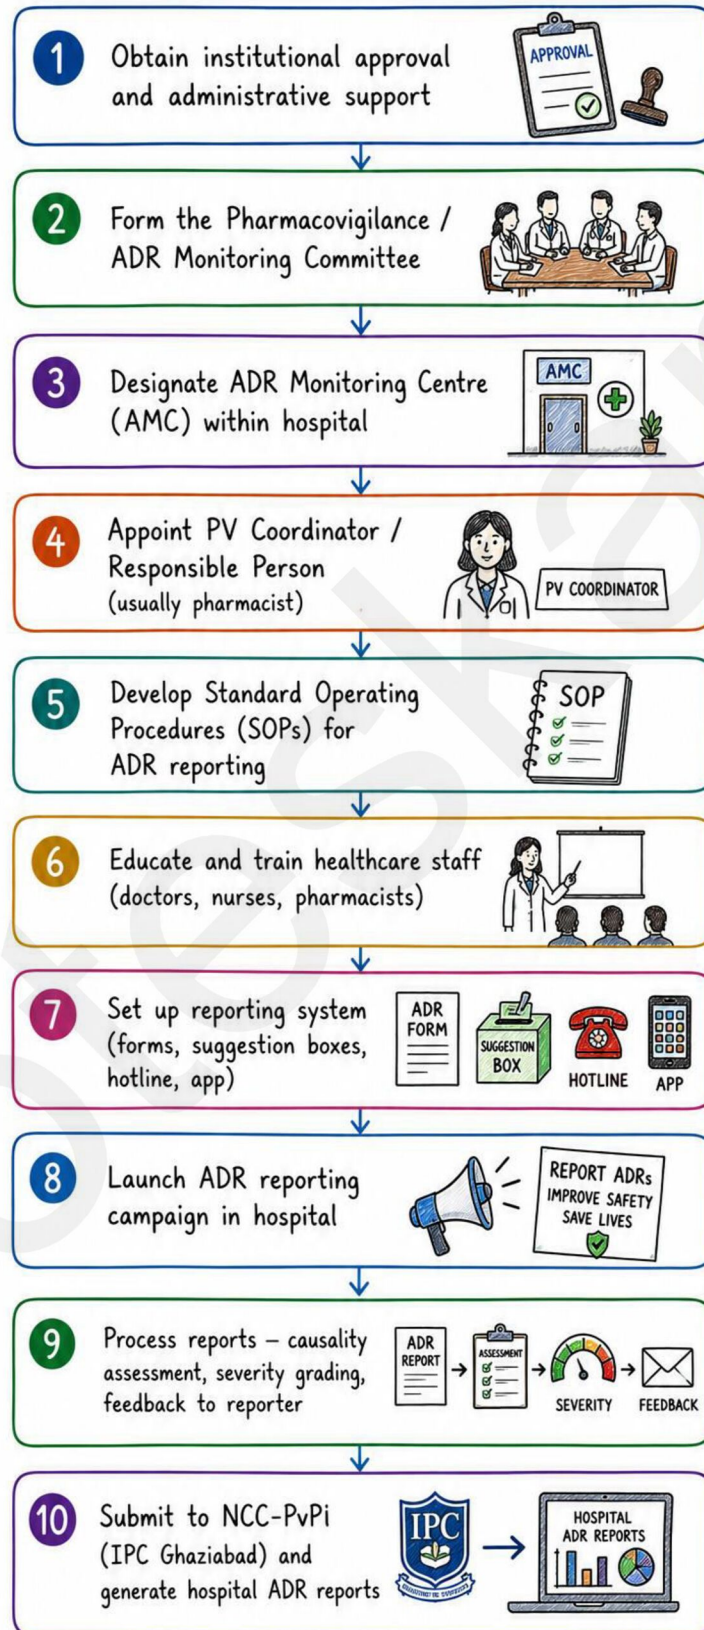 1
Obtain institutional approval
and administrative support
APPROVAL
2
Form the Pharmacovigilance /
ADR Monitoring Committee
3
Designate ADR Monitoring Centre
(AMC) within hospital
AMC
4
Appoint PV Coordinator /
Responsible Person
(usually pharmacist)
PV COORDINATOR
5
Develop Standard Operating
Procedures (SOPs) for
ADR reporting
SOP
6
Educate and train healthcare staff
(doctors, nurses, pharmacists)
7
Set up reporting system
(forms, suggestion boxes,
hotline, app)
ADR
FORM
SUGGESTION
BOX
HOTLINE
APP
8
Launch ADR reporting
campaign in hospital
REPORT ADRs
IMPROVE SAFETY
SAVE LIVES
9
Process reports – causality
assessment, severity grading,
feedback to reporter
ADR
REPORT
ASSESSMENT
SEVERITY
FEEDBACK
10
Submit to NCC-PvPi
(IPC Ghaziabad) and
generate hospital ADR reports
IPC
HOSPITAL
ADR REPORTS